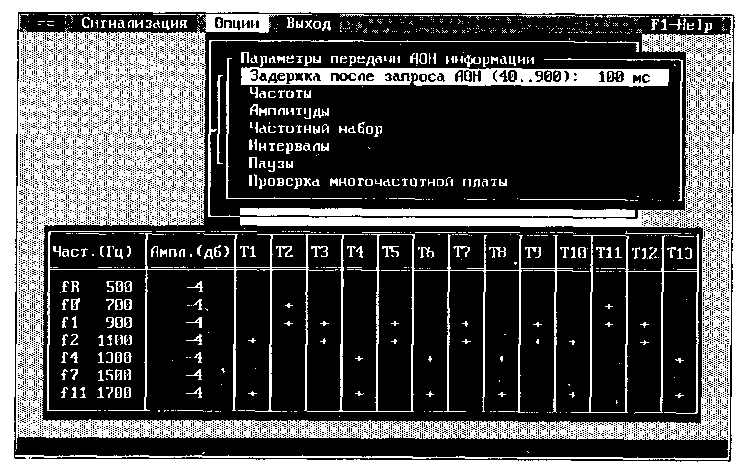 == Сигнализация Опции Выход F1-Help
Параметры передачи АОН информации
Задержка после запроса АОН (40..900): 100 мс
Частоты
Амплитуды
Частотный набор
Интервалы
Паузы
Проверка многочастотной платы
Част.(Гц) Ампл.(дб) T1 T2 T3 T4 T5 T6 T7 T8 T9 T10 T11 T12 T13
fR 500 -4
f0 700 -4 + +
f1 900 -4 + + + + + + +
f2 1100 -4 + + + + + + +
f4 1300 -4 + + + +
f7 1500 -4
f11 1700 -4 + + + + + +